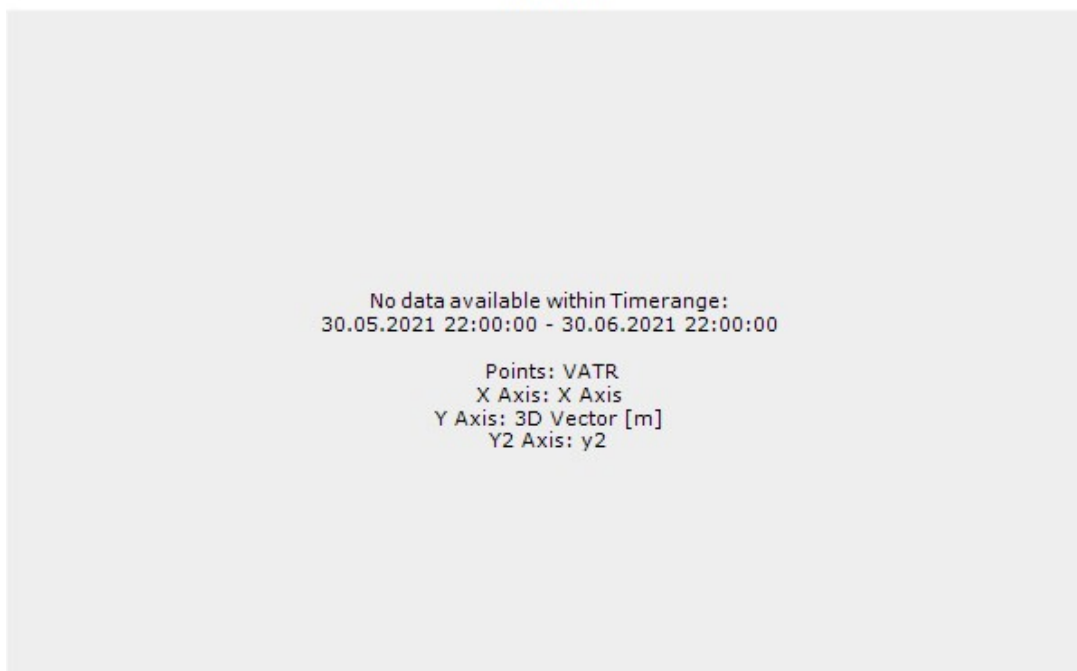 No data available within Timerange:
30.05.2021 22:00:00 - 30.06.2021 22:00:00
Points: VATR
X Axis: X Axis
Y Axis: 3D Vector [m]
Y2 Axis: y2